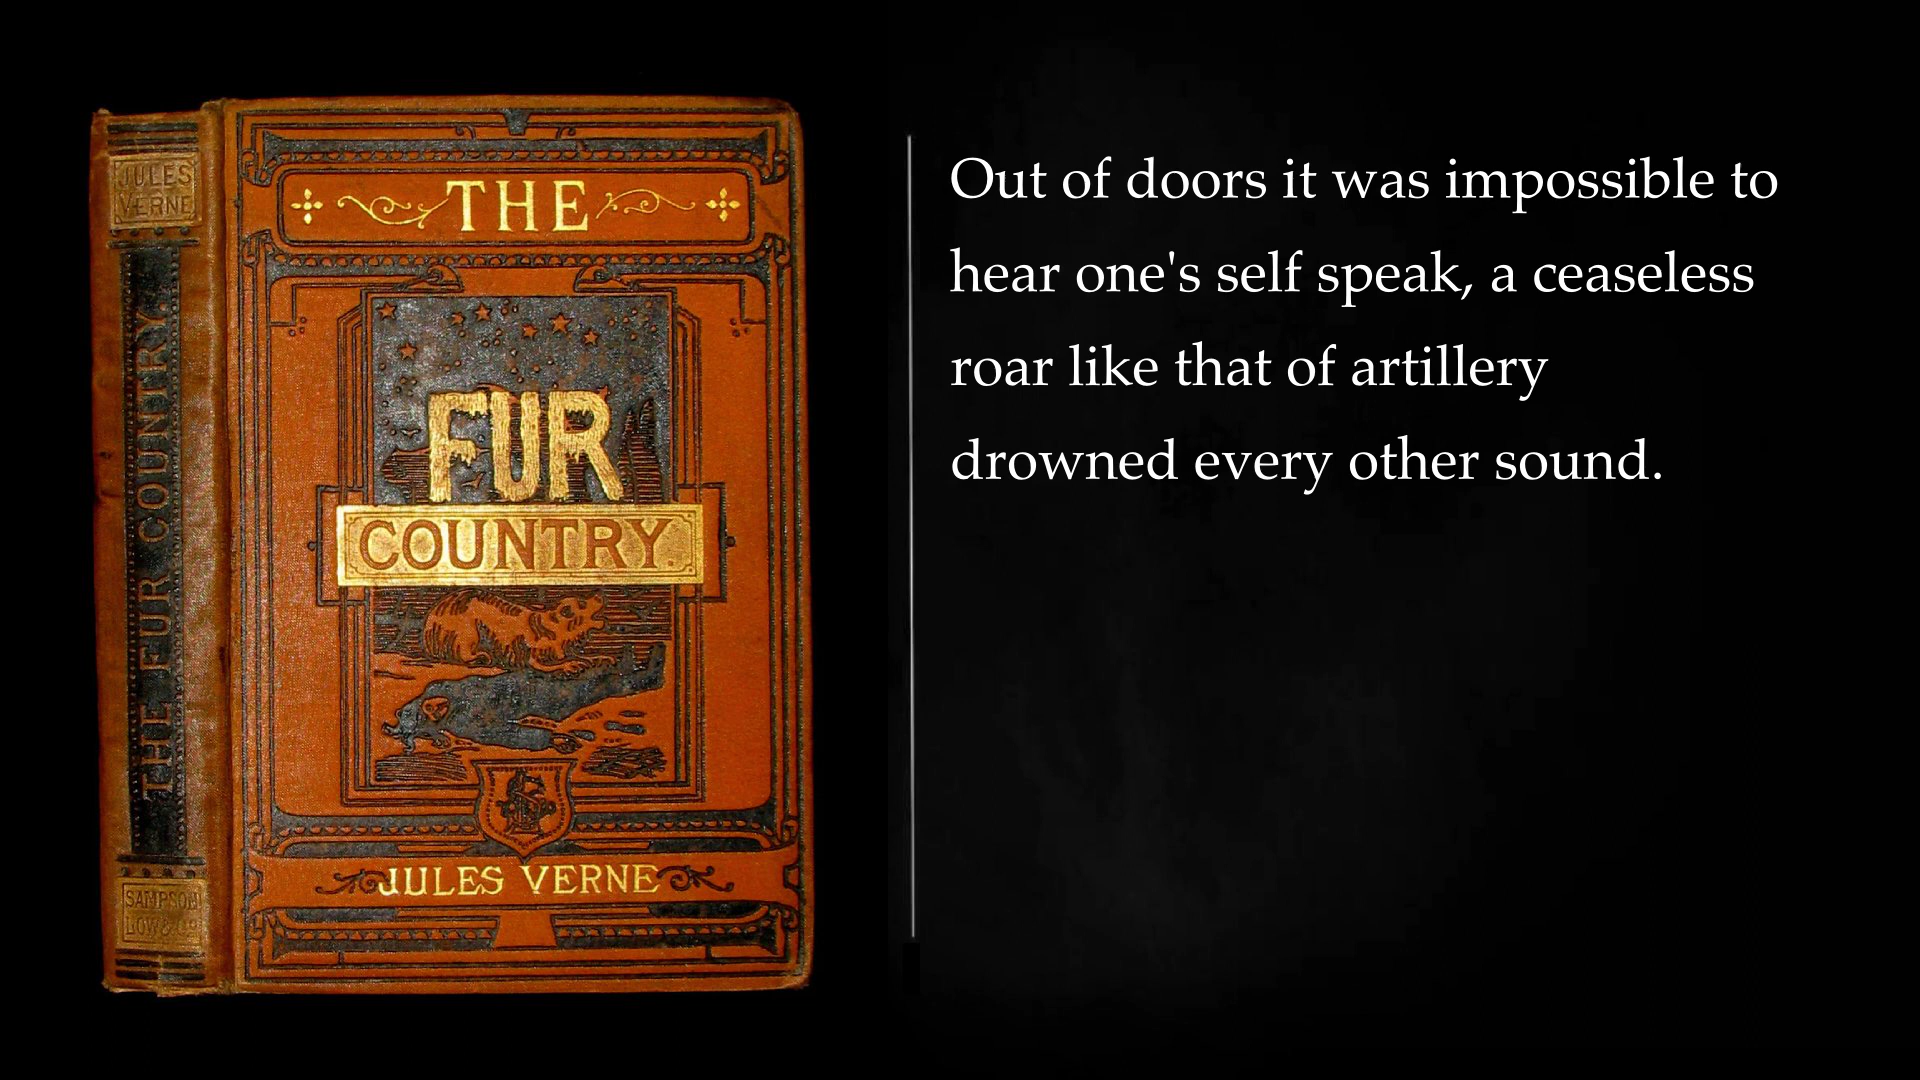 JULES
VERNE
THE FUR COUNTRY.
SAMPSON
LOW & Co
THE
FUR
COUNTRY.
JULES VERNE
Out of doors it was impossible to
hear one's self speak, a ceaseless
roar like that of artillery
drowned every other sound.